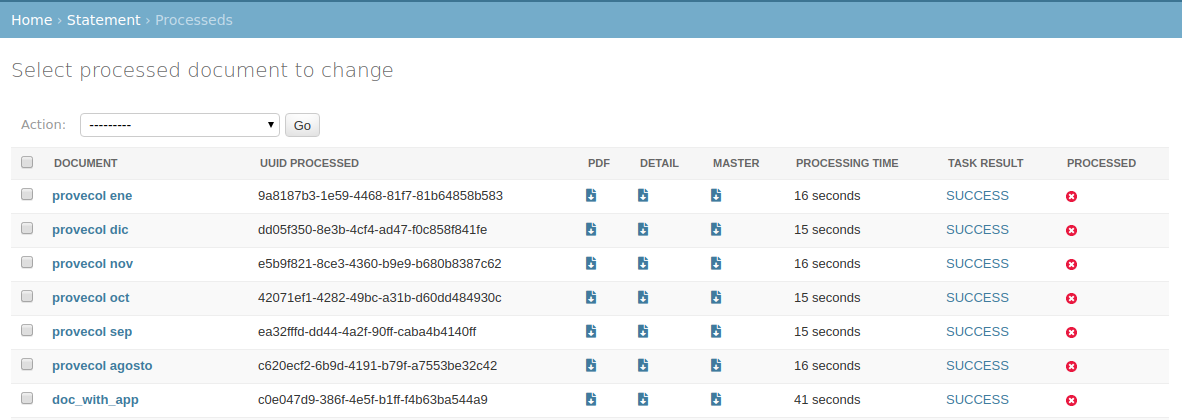 Home › Statement › Processeds
Select processed document to change
Action: --------- Go
DOCUMENT UUID PROCESSED PDF DETAIL MASTER PROCESSING TIME TASK RESULT PROCESSED
provecol ene 9a8187b3-1e59-4468-81f7-81b64858b583 16 seconds SUCCESS
provecol dic dd05f350-8e3b-4cf4-ad47-f0c858f841fe 15 seconds SUCCESS
provecol nov e5b9f821-8ce3-4360-b9e9-b680b8387c62 16 seconds SUCCESS
provecol oct 42071ef1-4282-49bc-a31b-d60dd484930c 15 seconds SUCCESS
provecol sep ea32fffd-dd44-4a2f-90ff-caba4b4140ff 15 seconds SUCCESS
provecol agosto c620ecf2-6b9d-4191-b79f-a7553be32c42 16 seconds SUCCESS
doc_with_app c0e047d9-386f-4e5f-b1ff-f4b63ba544a9 41 seconds SUCCESS